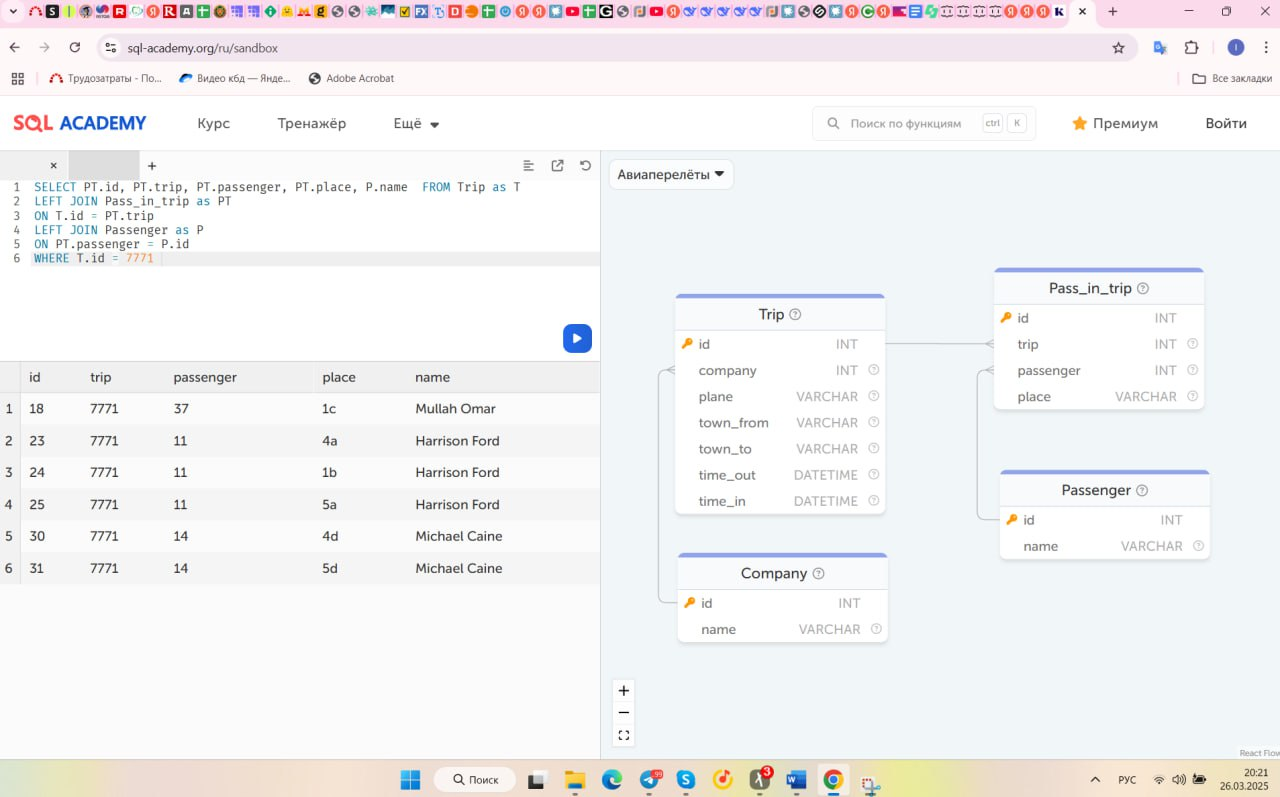 sql-academy.org/ru/sandbox
Трудозатраты - По...
Видео кбд — Янде...
Adobe Acrobat
Все закладки
SQL ACADEMY
Курс
Тренажёр
Ещё
Поиск по функциям
ctrl
K
Премиум
Войти
1 SELECT PT.id, PT.trip, PT.passenger, PT.place, P.name FROM Trip as T
2 LEFT JOIN Pass_in_trip as PT
3 ON T.id = PT.trip
4 LEFT JOIN Passenger as P
5 ON PT.passenger = P.id
6 WHERE T.id = 7771
id trip passenger place name
1 18 7771 37 1c Mullah Omar
2 23 7771 11 4a Harrison Ford
3 24 7771 11 1b Harrison Ford
4 25 7771 11 5a Harrison Ford
5 30 7771 14 4d Michael Caine
6 31 7771 14 5d Michael Caine
Авиаперелёты
Trip
id INT
company INT
plane VARCHAR
town_from VARCHAR
town_to VARCHAR
time_out DATETIME
time_in DATETIME
Pass_in_trip
id INT
trip INT
passenger INT
place VARCHAR
Passenger
id INT
name VARCHAR
Company
id INT
name VARCHAR
React Flow
Поиск
99
3
РУС
20:21
26.03.2025